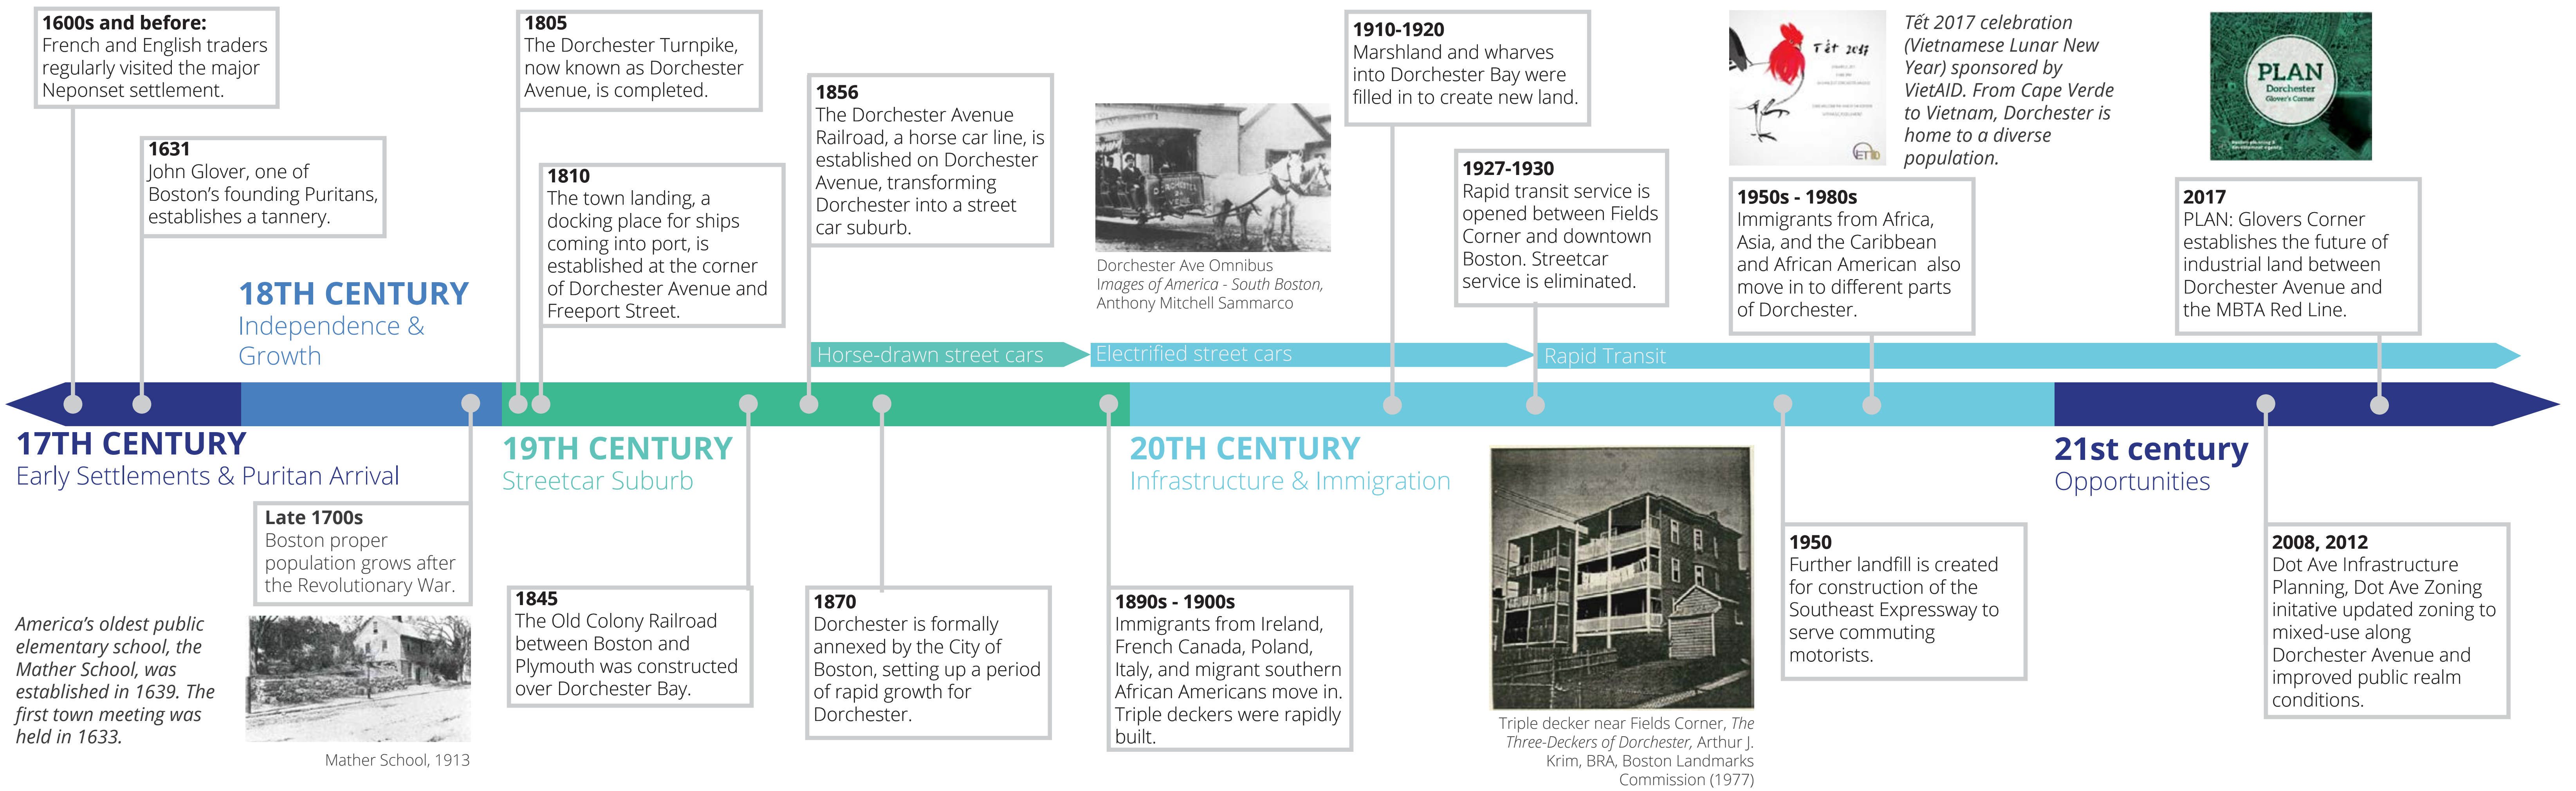 1600s and before:
French and English traders
regularly visited the major
Neponset settlement.
1631
John Glover, one of
Boston's founding Puritans,
establishes a tannery.
18TH CENTURY
Independence &
Growth
1805
The Dorchester Turnpike,
now known as Dorchester
Avenue, is completed.
1810
The town landing, a
docking place for ships
coming into port, is
established at the corner
of Dorchester Avenue and
Freeport Street.
1856
The Dorchester Avenue
Railroad, a horse car line, is
established on Dorchester
Avenue, transforming
Dorchester into a street
car suburb.
Dorchester Ave Omnibus
Images of America - South Boston,
Anthony Mitchell Sammarco
1910-1920
Marshland and wharves
into Dorchester Bay were
filled in to create new land.
1927-1930
Rapid transit service is
opened between Fields
Corner and downtown
Boston. Streetcar
service is eliminated.
Tết 2017
Tết 2017 celebration
(Vietnamese Lunar New
Year) sponsored by
VietAID. From Cape Verde
to Vietnam, Dorchester is
home to a diverse
population.
1950s - 1980s
Immigrants from Africa,
Asia, and the Caribbean
and African American also
move in to different parts
of Dorchester.
PLAN
Dorchester
Glover's Corner
2017
PLAN: Glovers Corner
establishes the future of
industrial land between
Dorchester Avenue and
the MBTA Red Line.
Horse-drawn street cars
Electrified street cars
Rapid Transit
17TH CENTURY
Early Settlements & Puritan Arrival
Late 1700s
Boston proper
population grows after
the Revolutionary War.
America's oldest public
elementary school, the
Mather School, was
established in 1639. The
first town meeting was
held in 1633.
Mather School, 1913
19TH CENTURY
Streetcar Suburb
1845
The Old Colony Railroad
between Boston and
Plymouth was constructed
over Dorchester Bay.
1870
Dorchester is formally
annexed by the City of
Boston, setting up a period
of rapid growth for
Dorchester.
20TH CENTURY
Infrastructure & Immigration
1890s - 1900s
Immigrants from Ireland,
French Canada, Poland,
Italy, and migrant southern
African Americans move in.
Triple deckers were rapidly
built.
Triple decker near Fields Corner, The
Three-Deckers of Dorchester, Arthur J.
Krim, BRA, Boston Landmarks
Commission (1977)
1950
Further landfill is created
for construction of the
Southeast Expressway to
serve commuting
motorists.
21st century
Opportunities
2008, 2012
Dot Ave Infrastructure
Planning, Dot Ave Zoning
initative updated zoning to
mixed-use along
Dorchester Avenue and
improved public realm
conditions.